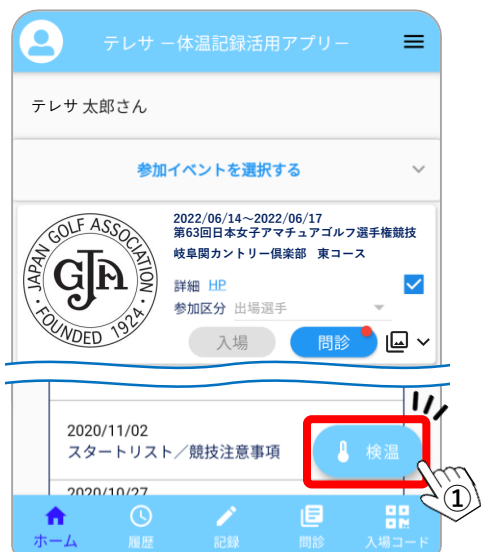 テレサ ー体温記録活用アプリー
テレサ 太郎さん
参加イベントを選択する
JAPAN GOLF ASSOCIATION
JGA
・FOUNDED 1924・
2022/06/14～2022/06/17
第63回日本女子アマチュアゴルフ選手権競技
岐阜関カントリー倶楽部 東コース
詳細 HP
参加区分 出場選手
入場 問診
2020/11/02
スタートリスト／競技注意事項
検温
①
2020/10/27
ホーム 履歴 記録 問診 入場コード